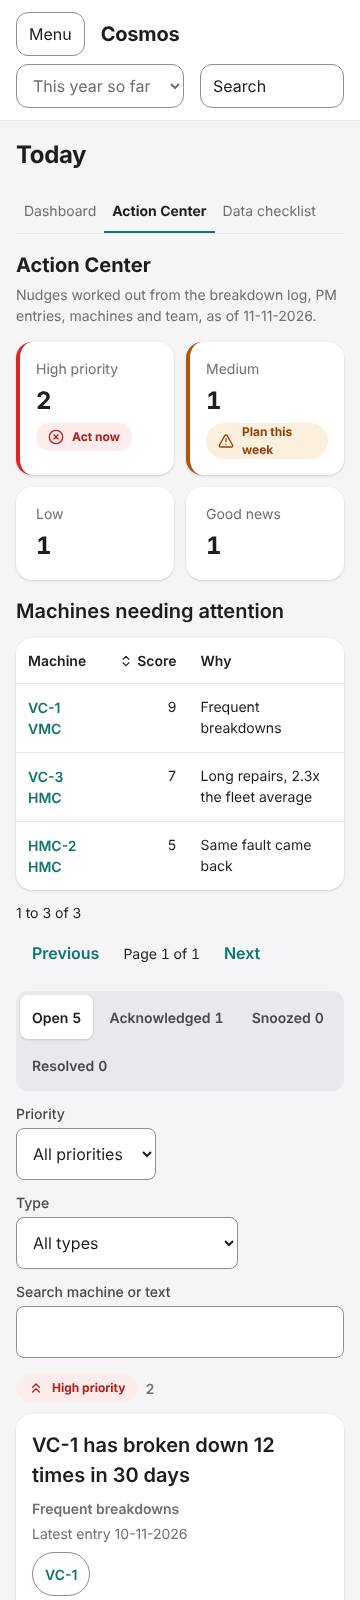 Menu
Cosmos
This year so far
Search
Today
Dashboard
Action Center
Data checklist
Action Center
Nudges worked out from the breakdown log, PM
entries, machines and team, as of 11-11-2026.
High priority
2
Act now
Medium
1
Plan this
week
Low
1
Good news
1
Machines needing attention
Machine Score Why
VC-1 9 Frequent
VMC breakdowns
VC-3 7 Long repairs, 2.3x
HMC the fleet average
HMC-2 5 Same fault came
HMC back
1 to 3 of 3
Previous Page 1 of 1 Next
Open 5 Acknowledged 1 Snoozed 0
Resolved 0
Priority
All priorities
Type
All types
Search machine or text
High priority 2
VC-1 has broken down 12
times in 30 days
Frequent breakdowns
Latest entry 10-11-2026
VC-1